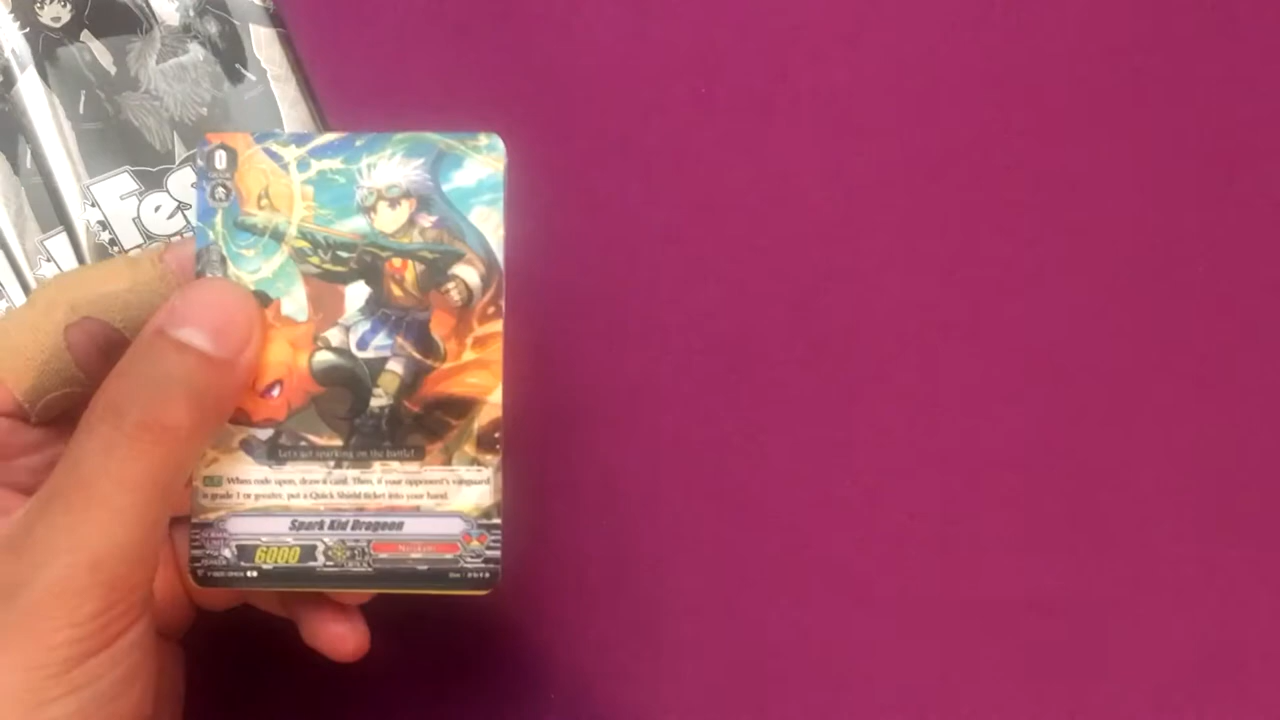 Fes
0
GRADE
Let's get sparking on the battle!
When rode upon, draw a card. Then, if your opponent's vanguard
is grade 1 or greater, put a Quick Shield ticket into your hand.
Spark Kid Dragoon
6000
Narukami